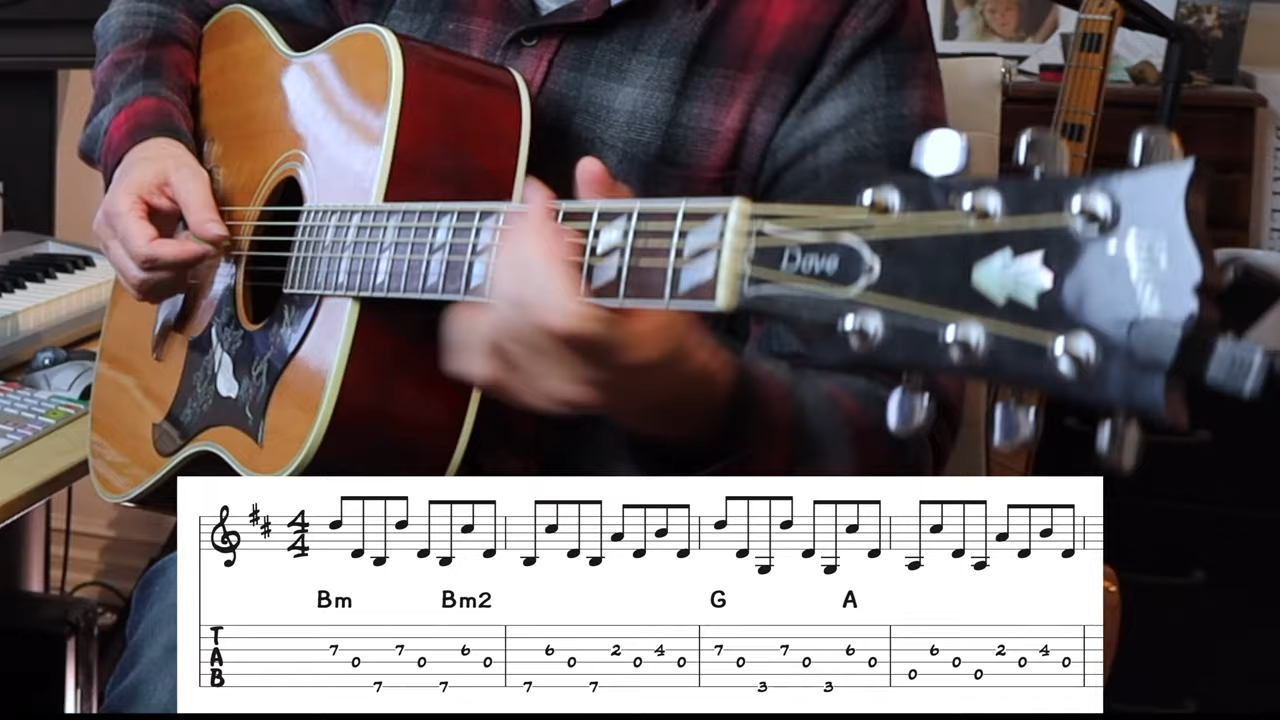 Dove
4
4
Bm Bm2 G A
T 7 7 6 6 2 4 7 7 6 6 2 4
A 0 0 0 0 0 0 0 0 0 0 0 0
B 0 0
7 7 7 7 3 3